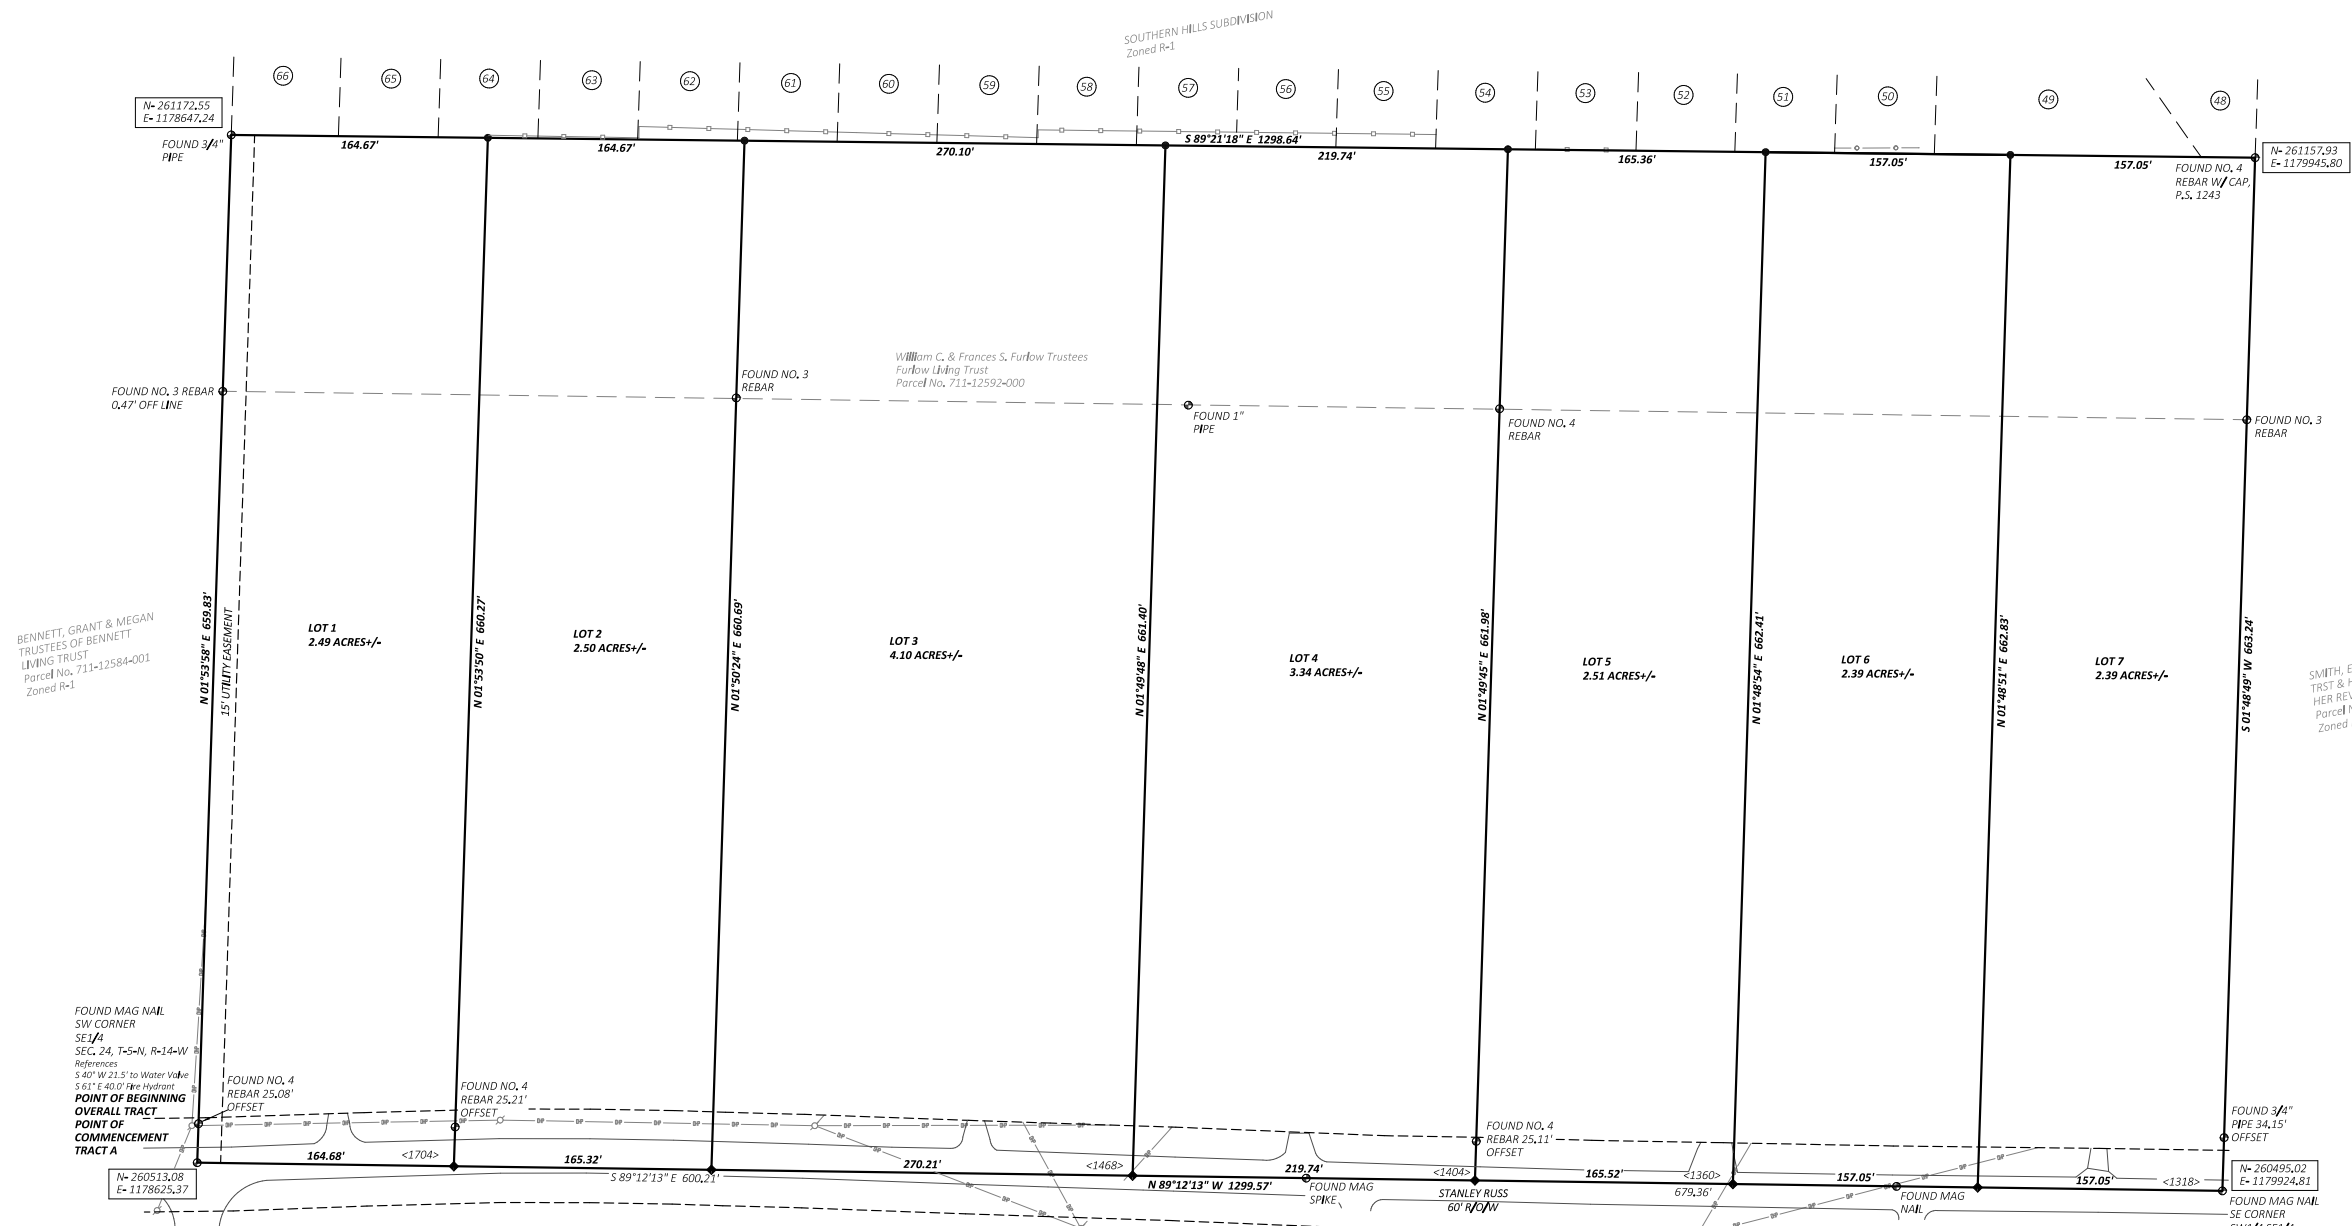 SOUTHERN HILLS SUBDIVISION
Zoned R-1
66
65
64
63
62
61
60
59
58
57
56
55
54
53
52
51
50
49
48
N- 261172.55
E- 1178647.24
FOUND 3/4"
PIPE
164.67'
164.67'
270.10'
S 89°21'18" E 1298.64'
219.74'
165.36'
157.05'
157.05'
N- 261157.93
E- 1179945.80
FOUND NO. 4
REBAR W/ CAP,
P.S. 1243
FOUND NO. 3 REBAR
0.47' OFF LINE
FOUND NO. 3
REBAR
William C. & Frances S. Furlow Trustees
Furlow Living Trust
Parcel No. 711-12592-000
FOUND 1"
PIPE
FOUND NO. 4
REBAR
FOUND NO. 3
REBAR
BENNETT, GRANT & MEGAN
TRUSTEES OF BENNETT
LIVING TRUST
Parcel No. 711-12584-001
Zoned R-1
N 01°53'58" E 659.83'
15' UTILITY EASEMENT
LOT 1
2.49 ACRES+/-
N 01°53'50" E 660.27'
LOT 2
2.50 ACRES+/-
N 01°50'24" E 660.69'
LOT 3
4.10 ACRES+/-
N 01°49'48" E 661.40'
LOT 4
3.34 ACRES+/-
N 01°49'45" E 661.98'
LOT 5
2.51 ACRES+/-
N 01°48'54" E 662.41'
LOT 6
2.39 ACRES+/-
N 01°48'51" E 662.83'
LOT 7
2.39 ACRES+/-
S 01°48'49" W 663.24'
SMITH, E
TRST & H
HER REV
Parcel N
Zoned
FOUND MAG NAIL
SW CORNER
SE1/4
SEC. 24, T-5-N, R-14-W
References
S 40° W 21.5' to Water Valve
S 61° E 40.0' Fire Hydrant
POINT OF BEGINNING
OVERALL TRACT
POINT OF
COMMENCEMENT
TRACT A
FOUND NO. 4
REBAR 25.08'
OFFSET
FOUND NO. 4
REBAR 25.21'
OFFSET
FOUND NO. 4
REBAR 25.11'
OFFSET
FOUND 3/4"
PIPE 34.15'
OFFSET
N- 260513.08
E- 1178625.37
164.68'
<1704>
165.32'
S 89°12'13" E 600.21'
270.21'
<1468>
N 89°12'13" W 1299.57'
219.74'
FOUND MAG
SPIKE
<1404>
STANLEY RUSS
60' R/O/W
165.52'
<1360>
679.36'
157.05'
FOUND MAG
NAIL
157.05'
<1318>
N- 260495.02
E- 1179924.81
FOUND MAG NAIL
SE CORNER
SW1/4 SE1/4